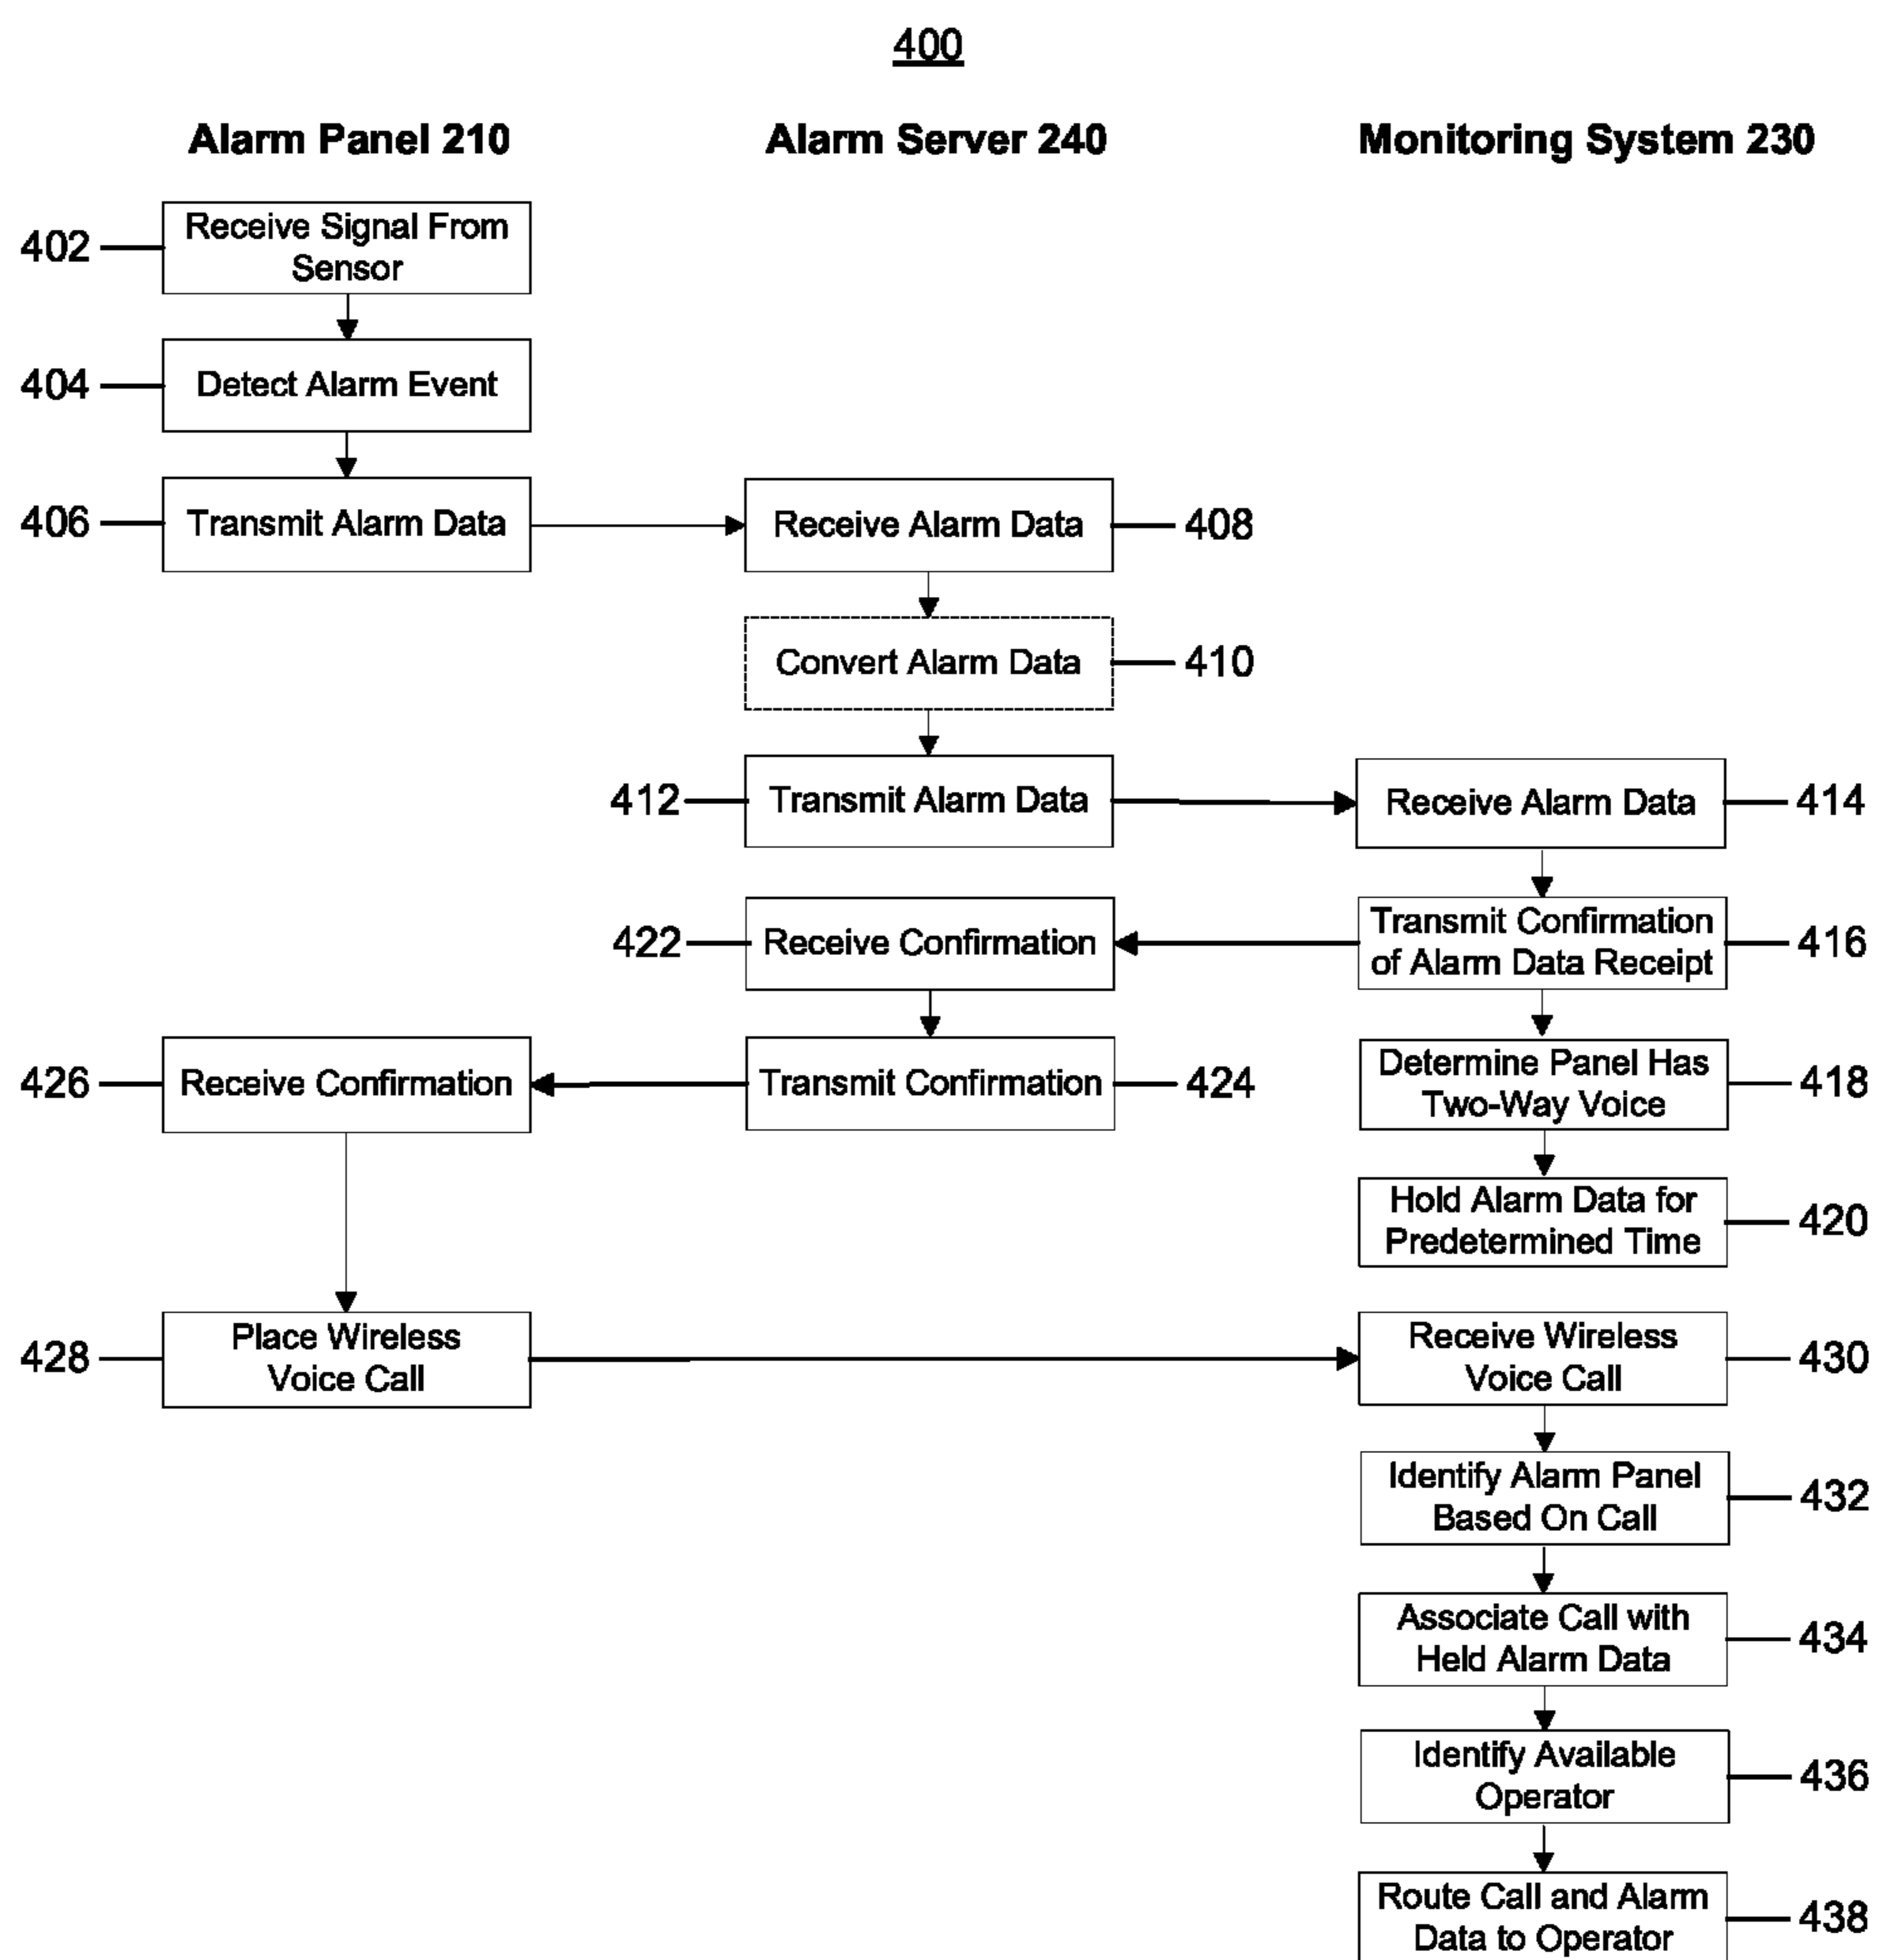 400
Alarm Panel 210
Alarm Server 240
Monitoring System 230
402
Receive Signal From
Sensor
404
Detect Alarm Event
406
Transmit Alarm Data
Receive Alarm Data
408
Convert Alarm Data
410
412
Transmit Alarm Data
Receive Alarm Data
414
422
Receive Confirmation
Transmit Confirmation
of Alarm Data Receipt
416
426
Receive Confirmation
Transmit Confirmation
424
Determine Panel Has
Two-Way Voice
418
Hold Alarm Data for
Predetermined Time
420
428
Place Wireless
Voice Call
Receive Wireless
Voice Call
430
Identify Alarm Panel
Based On Call
432
Associate Call with
Held Alarm Data
434
Identify Available
Operator
436
Route Call and Alarm
Data to Operator
438